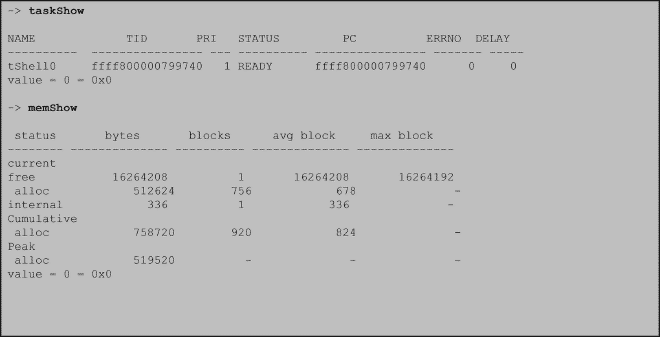 -> taskShow
NAME TID PRI STATUS PC ERRNO DELAY
---------- -------------- --- ---------- -------------- ------- -----
tShell0 ffff800000799740 1 READY ffff800000799740 0 0
value = 0 = 0x0
-> memShow
status bytes blocks avg block max block
-------- -------------- ---------- -------------- --------------
current
free 16264208 1 16264208 16264192
alloc 512624 756 678 -
internal 336 1 336 -
Cumulative
alloc 758720 920 824 -
Peak
alloc 519520 - - -
value = 0 = 0x0